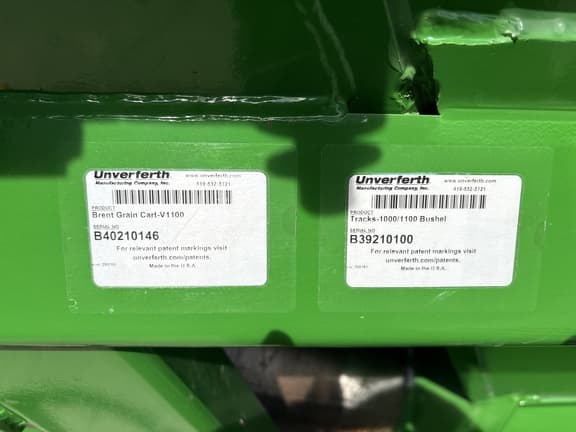 Unverferth
Manufacturing Company, Inc.
www.unverferth.com
419-532-3121
PRODUCT
Brent Grain Cart-V1100
SERIAL NO
B40210146
For relevant patent markings visit
unverferth.com/patents.
Made in the U.S.A.
Unverferth
Manufacturing Company, Inc.
www.unverferth.com
419-532-3121
PRODUCT
Tracks-1000/1100 Bushel
SERIAL NO
B39210100
For relevant patent markings visit
unverferth.com/patents.
Made in the U.S.A.